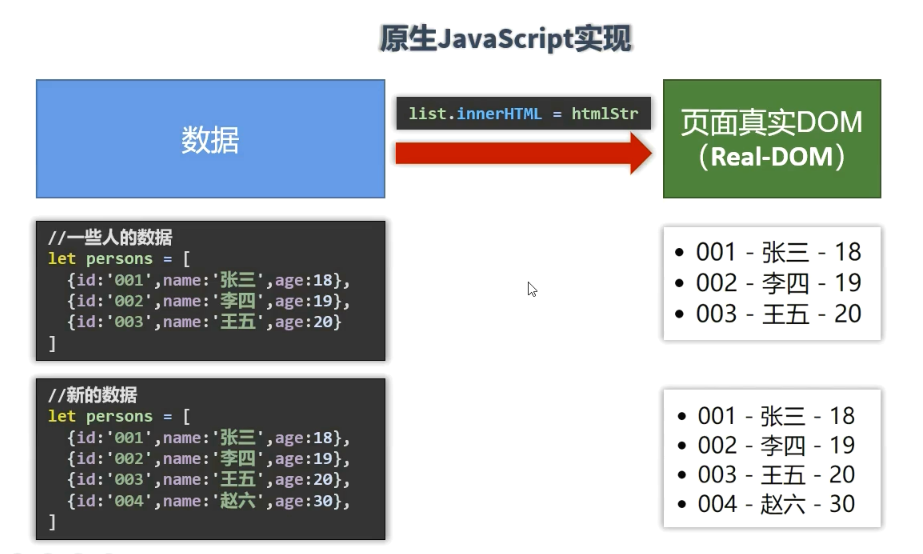 原生JavaScript实现
数据
list.innerHTML = htmlStr
页面真实DOM
（Real-DOM）
//一些人的数据
let persons = [
{id:'001',name:'张三',age:18},
{id:'002',name:'李四',age:19},
{id:'003',name:'王五',age:20}
]
• 001 - 张三 - 18
• 002 - 李四 - 19
• 003 - 王五 - 20
//新的数据
let persons = [
{id:'001',name:'张三',age:18},
{id:'002',name:'李四',age:19},
{id:'003',name:'王五',age:20},
{id:'004',name:'赵六',age:30},
]
• 001 - 张三 - 18
• 002 - 李四 - 19
• 003 - 王五 - 20
• 004 - 赵六 - 30